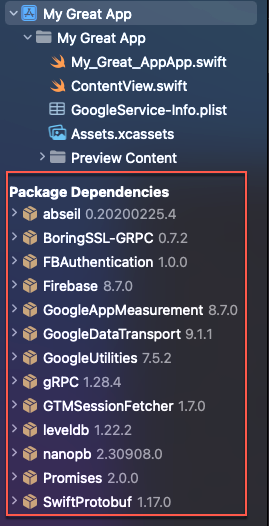 My Great App
My Great App
My_Great_AppApp.swift
ContentView.swift
GoogleService-Info.plist
Assets.xcassets
Preview Content
Package Dependencies
abseil 0.20200225.4
BoringSSL-GRPC 0.7.2
FBAuthentication 1.0.0
Firebase 8.7.0
GoogleAppMeasurement 8.7.0
GoogleDataTransport 9.1.1
GoogleUtilities 7.5.2
gRPC 1.28.4
GTMSessionFetcher 1.7.0
leveldb 1.22.2
nanopb 2.30908.0
Promises 2.0.0
SwiftProtobuf 1.17.0